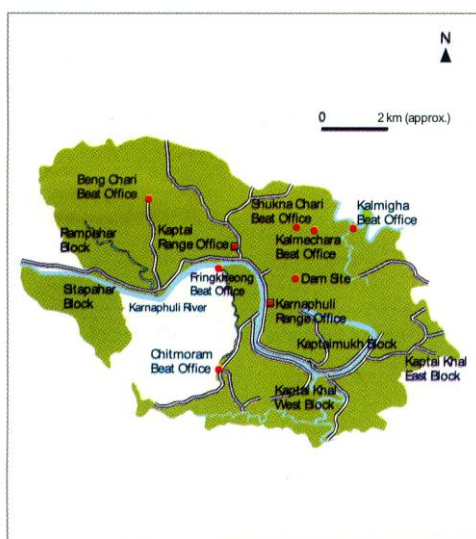 N
0 2 km (approx.)
Beng Chari
Beat Office
Shukna Chari
Beat Office
Kalmigha
Beat Office
Rampahar
Block
Kaptai
Range Office
Kalmechara
Beat Office
Sitapahar
Block
Fringkheong
Beat Office
Dam Site
Karnaphuli River
Karnaphuli
Range Office
Kaptaimukh Block
Chitmoram
Beat Office
Kaptai Khal
East Block
Kaptai Khal
West Block